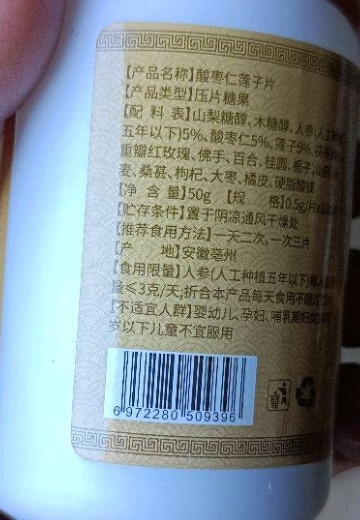 【产品名称】酸枣仁莲子片
【产品类型】压片糖果
【配 料 表】山梨糖醇、木糖醇、人参(人工
五年以下)5%、酸枣仁5%、莲子5%、茯
重瓣红玫瑰、佛手、百合、桂圆、栀子、山
麦、桑葚、枸杞、大枣、橘皮、硬脂酸镁
【净 含 量】50g 【规 格】0.5g/片x
【贮存条件】置于阴凉通风干燥处
【推荐食用方法】一天二次,一次三片
【产 地】安徽亳州
【食用限量】人参(人工种植五年以下)每
量≤3克/天,折合本产品每天食用不超
【不适宜人群】婴幼儿、孕妇、哺乳期妇女
岁以下儿童不宜服用
6 972280 509396